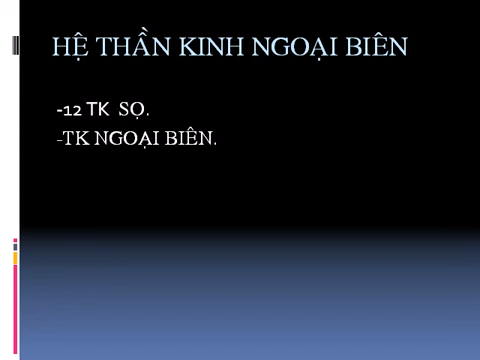 HỆ THẦN KINH NGOẠI BIÊN
-12 TK SỌ.
-TK NGOẠI BIÊN.